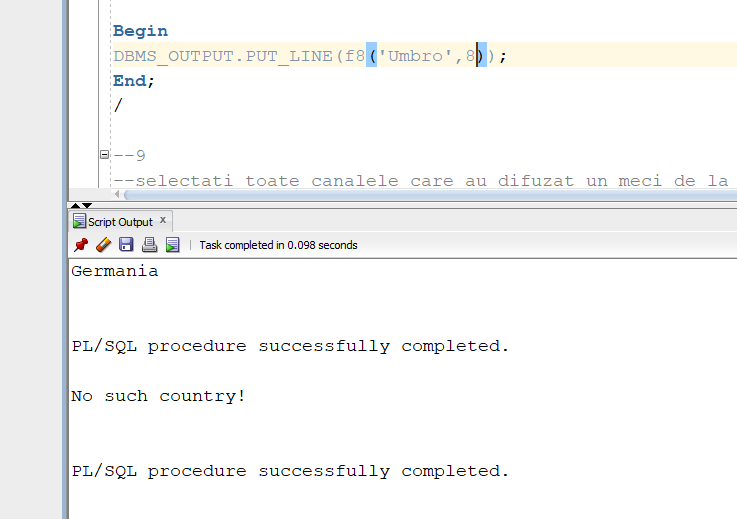 Begin
DBMS_OUTPUT.PUT_LINE(f8('Umbro',8));
End;
/
--9
--selectati toate canalele care au difuzat un meci de la
Script Output x
Task completed in 0.098 seconds
Germania
PL/SQL procedure successfully completed.
No such country!
PL/SQL procedure successfully completed.